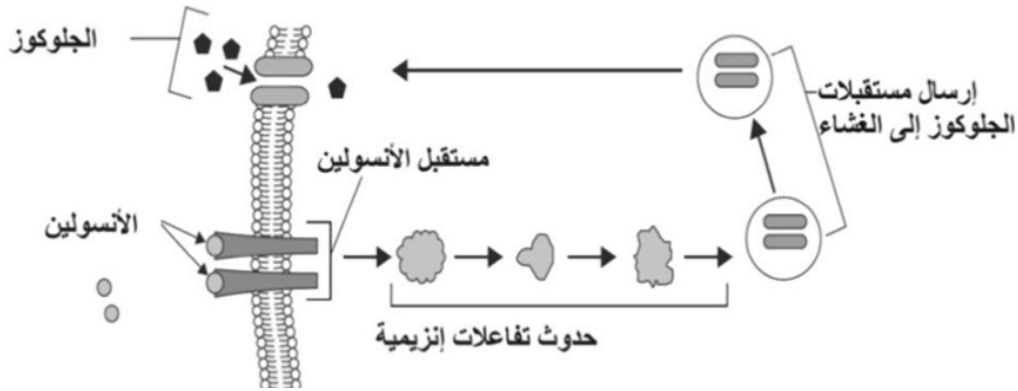 الجلوكوز
إرسال مستقبلات
الجلوكوز إلى الغشاء
مستقبل الأنسولين
الأنسولين
حدوث تفاعلات إنزيمية